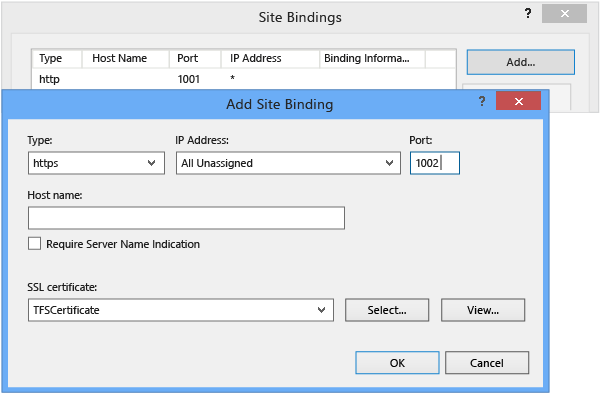 Site Bindings
?
Type Host Name Port IP Address Binding Informa...
Add...
http 1001 *
Add Site Binding
?
Type: IP Address: Port:
https All Unassigned 1002
Host name:
Require Server Name Indication
SSL certificate:
TFSCertificate Select... View...
OK Cancel